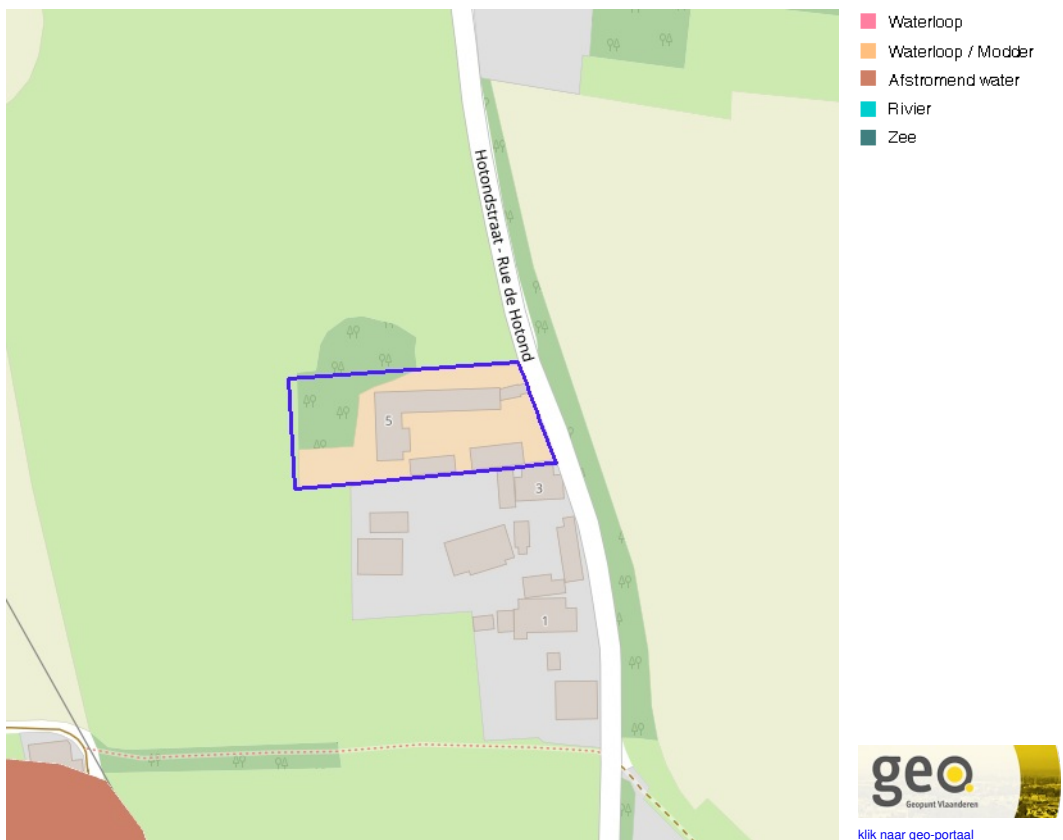 Hotondstraat - Rue de Hotond
5
3
1
Waterloop
Waterloop / Modder
Afstromend water
Rivier
Zee
geo.
Geopunt Vlaanderen
klik naar geo-portaal